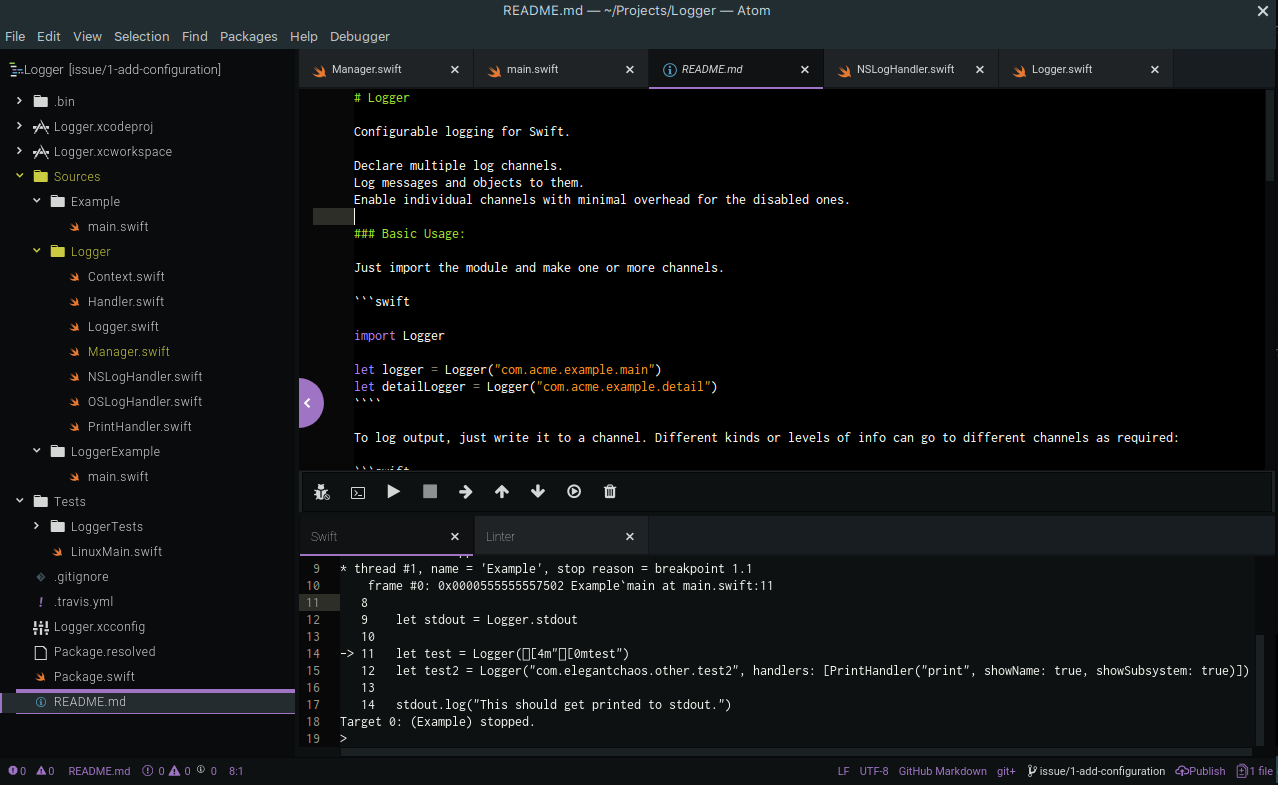 README.md — ~/Projects/Logger — Atom
File Edit View Selection Find Packages Help Debugger
Logger [issue/1-add-configuration]
.bin
Logger.xcodeproj
Logger.xcworkspace
Sources
Example
main.swift
Logger
Context.swift
Handler.swift
Logger.swift
Manager.swift
NSLogHandler.swift
OSLogHandler.swift
PrintHandler.swift
LoggerExample
main.swift
Tests
LoggerTests
LinuxMain.swift
.gitignore
.travis.yml
Logger.xcconfig
Package.resolved
Package.swift
README.md
Manager.swift main.swift README.md NSLogHandler.swift Logger.swift
# Logger
Configurable logging for Swift.
Declare multiple log channels.
Log messages and objects to them.
Enable individual channels with minimal overhead for the disabled ones.
### Basic Usage:
Just import the module and make one or more channels.
```swift
import Logger
let logger = Logger("com.acme.example.main")
let detailLogger = Logger("com.acme.example.detail")
````
To log output, just write it to a channel. Different kinds or levels of info can go to different channels as required:
```swift
Swift Linter
9 * thread #1, name = 'Example', stop reason = breakpoint 1.1
10 frame #0: 0x0000555555557502 Example`main at main.swift:11
11 8
12 9 let stdout = Logger.stdout
13 10
14 -> 11 let test = Logger([4m"[0mtest")
15 12 let test2 = Logger("com.elegantchaos.other.test2", handlers: [PrintHandler("print", showName: true, showSubsystem: true)])
16 13
17 14 stdout.log("This should get printed to stdout.")
18 Target 0: (Example) stopped.
19 >
0 0 README.md 0 0 0 8:1 LF UTF-8 GitHub Markdown git+ issue/1-add-configuration Publish 1 file